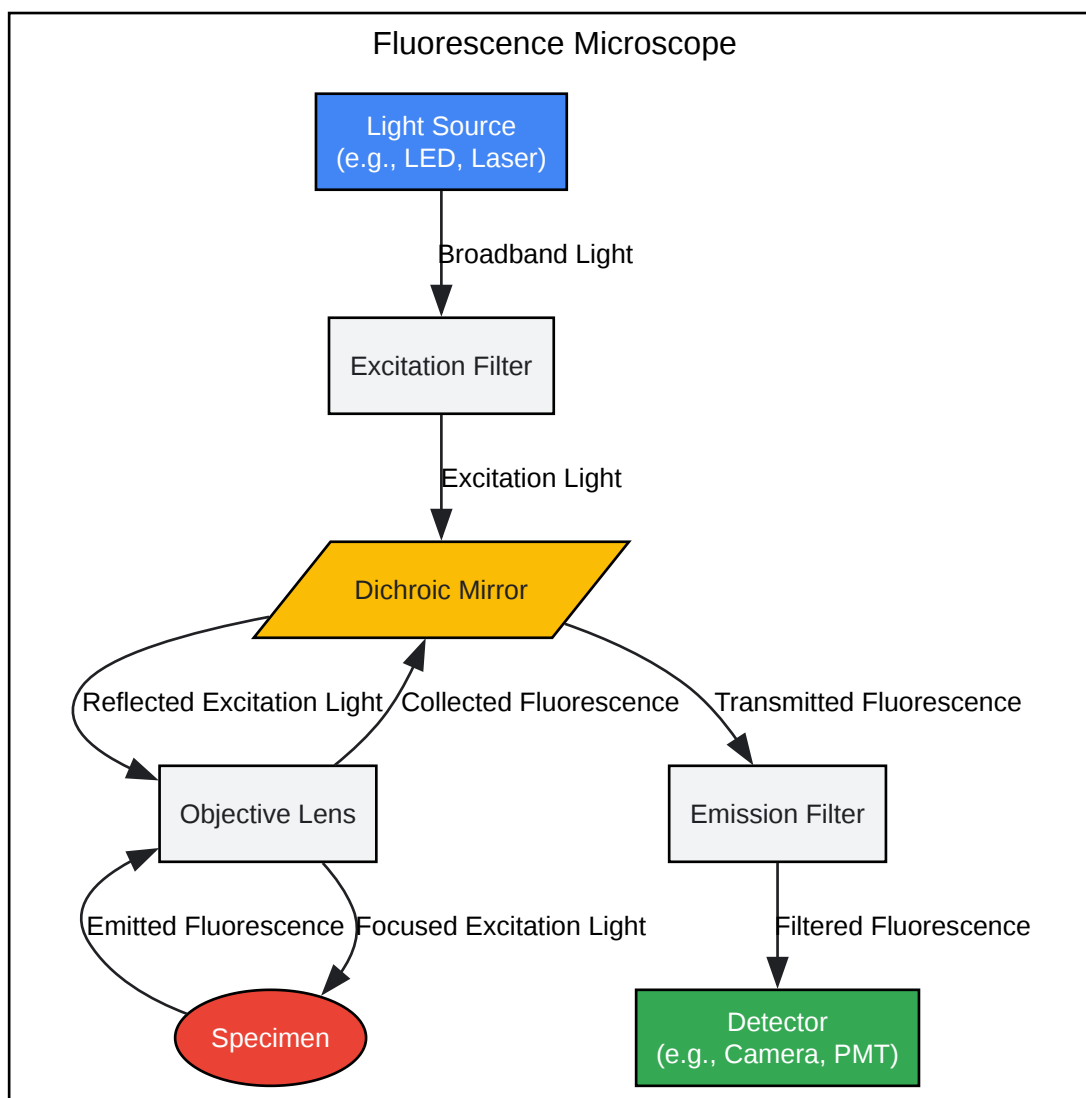 Fluorescence Microscope
Light Source
(e.g., LED, Laser)
Broadband Light
Excitation Filter
Excitation Light
Dichroic Mirror
Reflected Excitation Light
Collected Fluorescence
Transmitted Fluorescence
Objective Lens
Emission Filter
Emitted Fluorescence
Focused Excitation Light
Filtered Fluorescence
Specimen
Detector
(e.g., Camera, PMT)